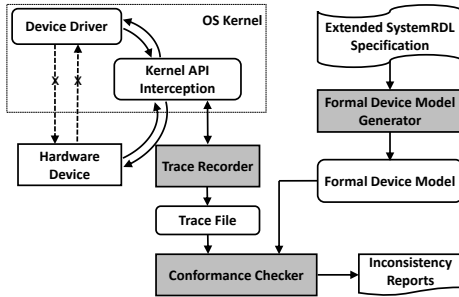 OS Kernel
Device Driver
Kernel API
Interception
x x
Hardware
Device
Trace Recorder
Trace File
Conformance Checker
Extended SystemRDL
Specification
Formal Device Model
Generator
Formal Device Model
Inconsistency
Reports